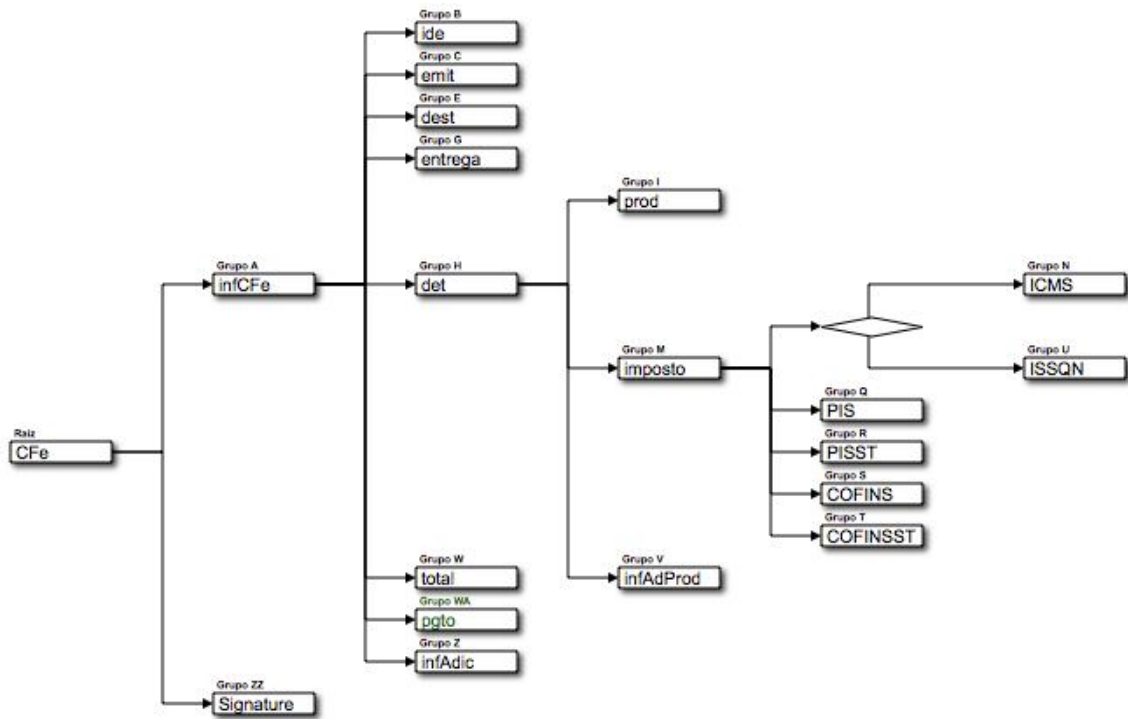 Grupo B
ide
Grupo C
emit
Grupo E
dest
Grupo G
entrega
Grupo I
prod
Grupo A
infCFe
Grupo H
det
Grupo N
ICMS
Grupo M
imposto
Grupo U
ISSQN
Grupo Q
PIS
Raiz
CFe
Grupo R
PISST
Grupo S
COFINS
Grupo T
COFINSST
Grupo W
total
Grupo V
infAdProd
Grupo WA
pgto
Grupo Z
infAdic
Grupo ZZ
Signature